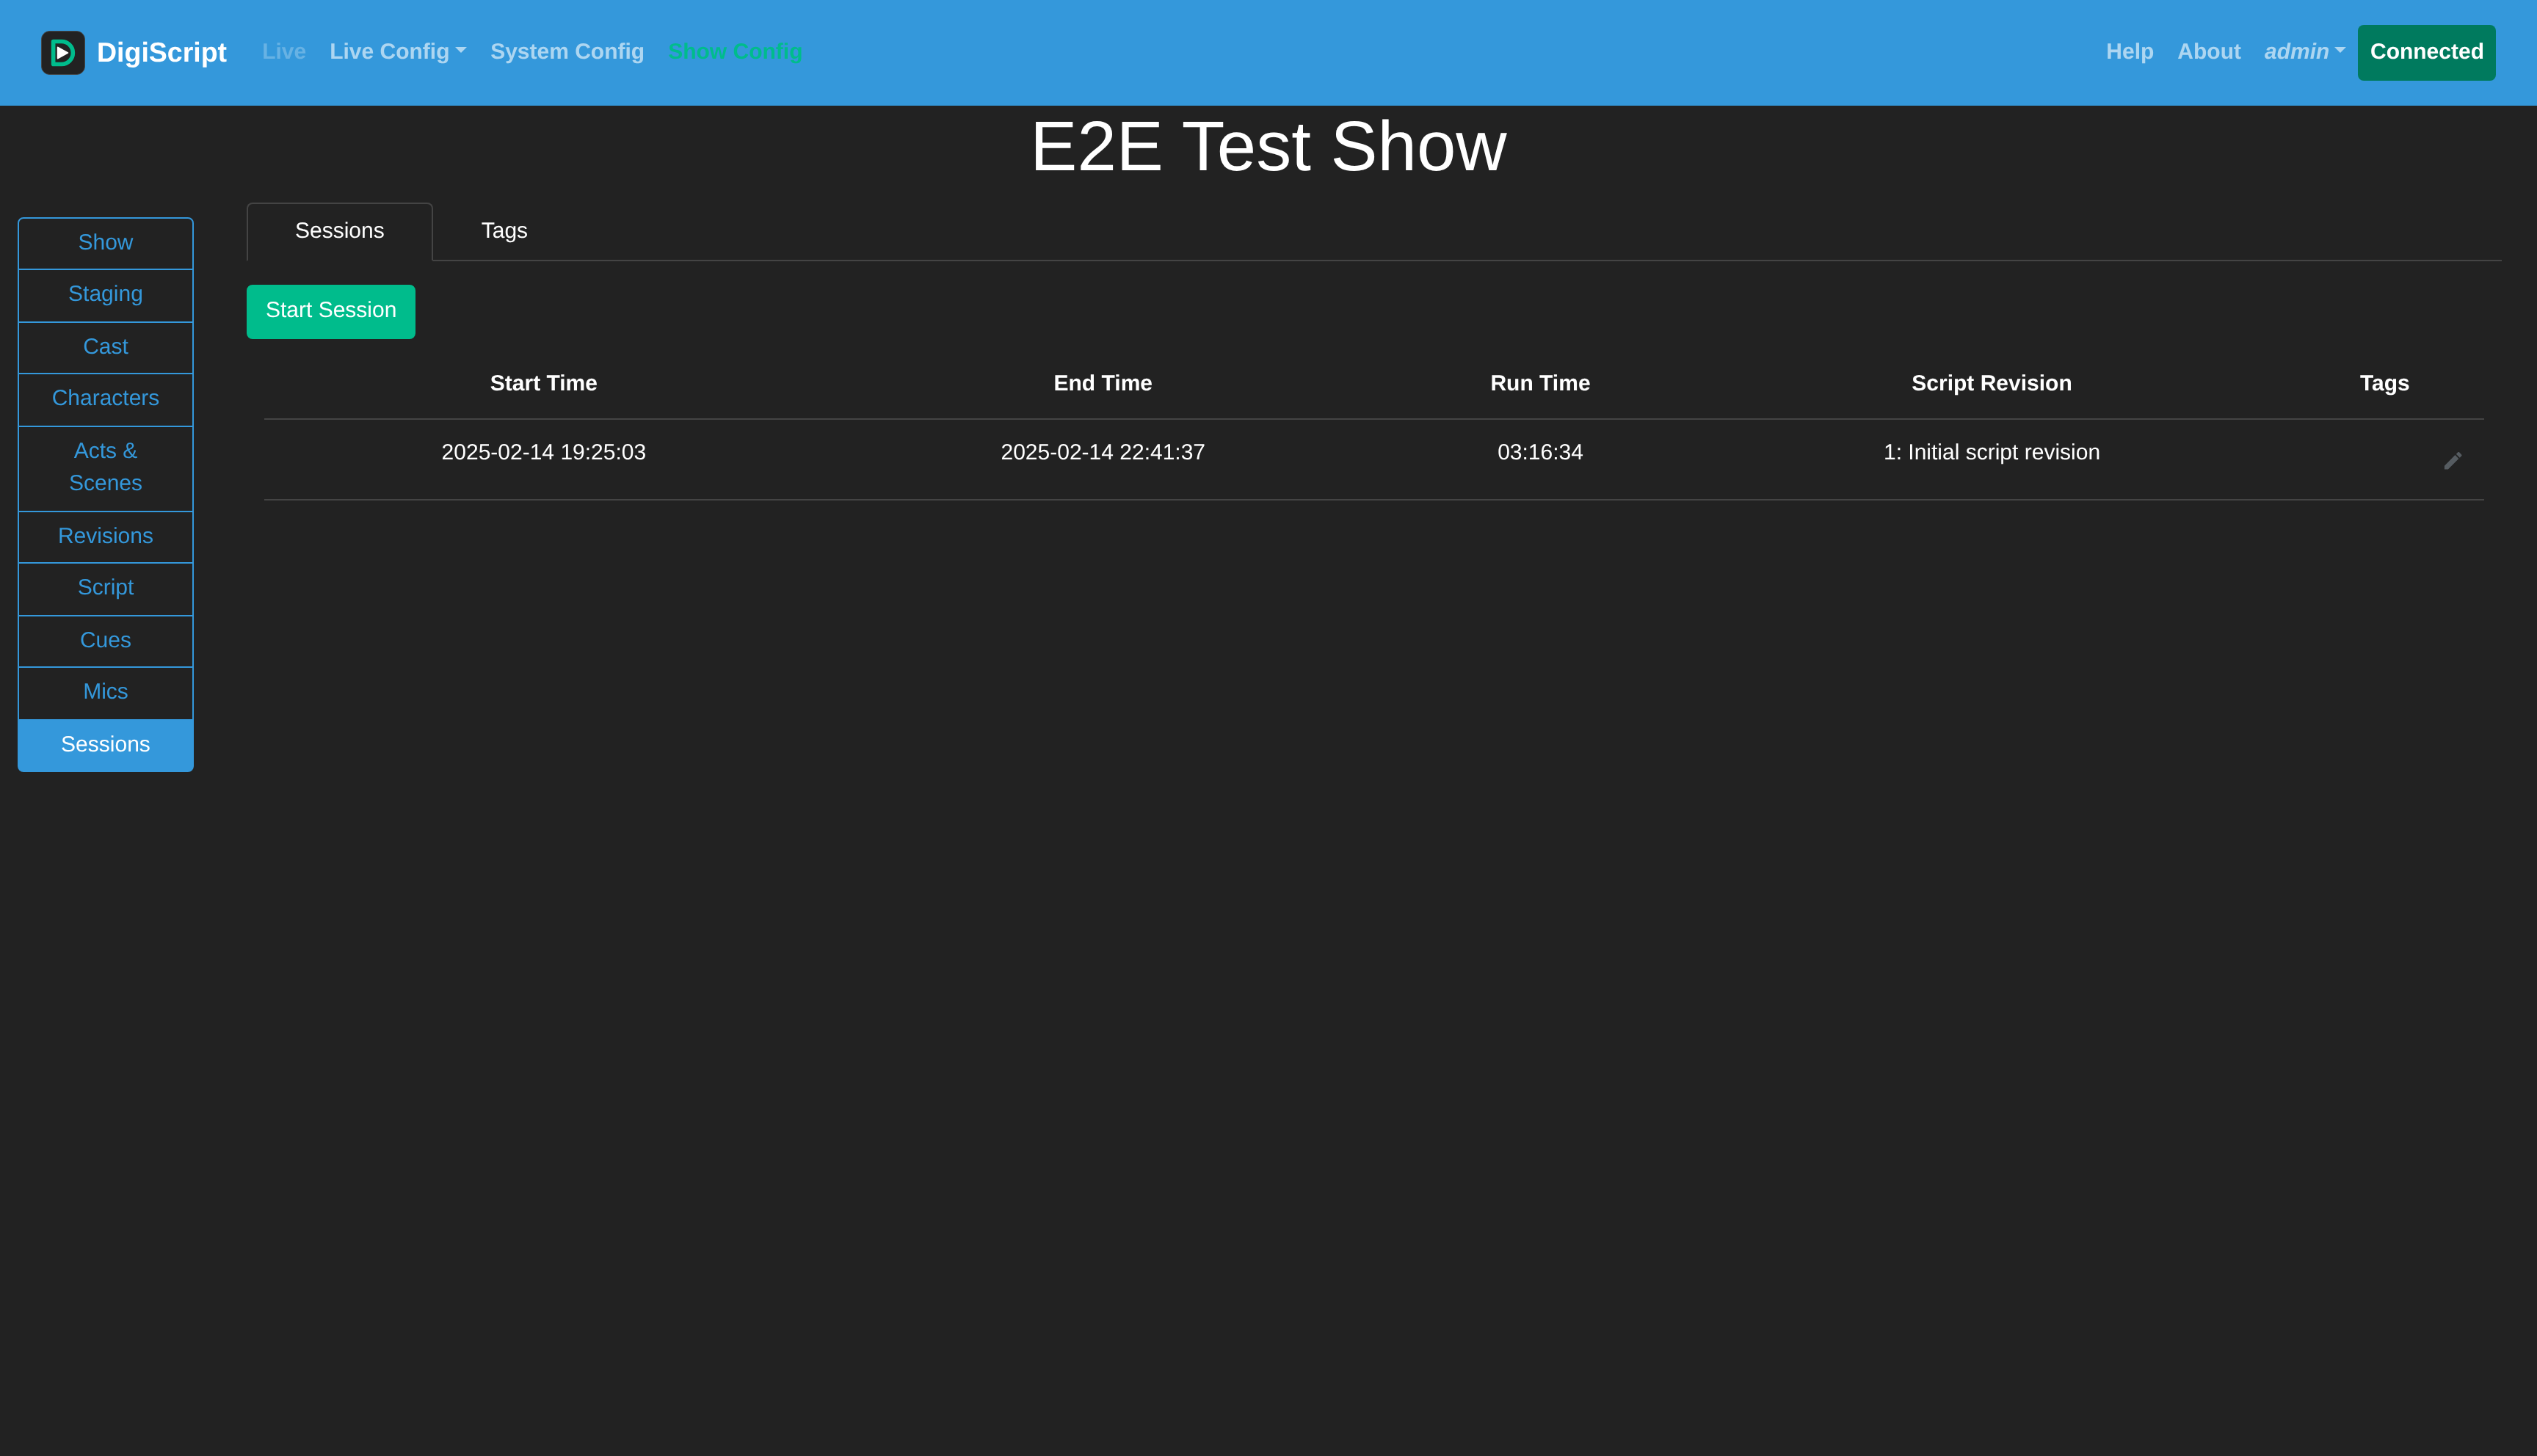 DigiScript Live Live Config System Config Show Config Help About admin Connected
E2E Test Show
Sessions Tags
Show
Staging
Cast
Characters
Acts &
Scenes
Revisions
Script
Cues
Mics
Sessions
Start Session
Start Time End Time Run Time Script Revision Tags
2025-02-14 19:25:03 2025-02-14 22:41:37 03:16:34 1: Initial script revision